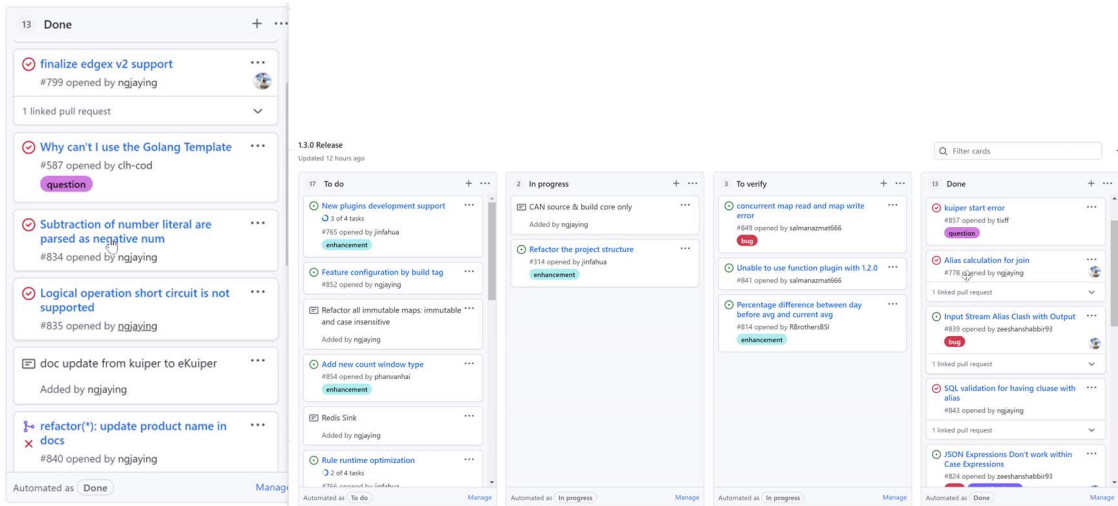 13 Done
finalize edgex v2 support
#799 opened by ngjaying
1 linked pull request
Why can't I use the Golang Template
#587 opened by clh-cod
question
Subtraction of number literal are
parsed as negative num
#834 opened by ngjaying
Logical operation short circuit is not
supported
#835 opened by ngjaying
doc update from kuiper to eKuiper
Added by ngjaying
refactor(*): update product name in
docs
#840 opened by ngjaying
Automated as Done
Manage
1.3.0 Release
Updated 12 hours ago
Filter cards
17 To do
New plugins development support
3 of 4 tasks
#765 opened by jinfahua
enhancement
Feature configuration by build tag
#852 opened by ngjaying
Refactor all immutable maps: immutable
and case insensitive
Added by ngjaying
Add new count window type
#854 opened by phanvanhai
enhancement
Redis Sink
Added by ngjaying
Rule runtime optimization
2 of 4 tasks
#766 opened by jinfahua
Automated as To do
Manage
2 In progress
CAN source & build core only
Added by ngjaying
Refactor the project structure
#314 opened by jinfahua
enhancement
Automated as In progress
Manage
3 To verify
concurrent map read and map write
error
#849 opened by salmanazmat666
bug
Unable to use function plugin with 1.2.0
#841 opened by salmanazmat666
Percentage difference between day
before avg and current avg
#814 opened by RBrothersBSI
enhancement
Automated as In progress
Manage
13 Done
kuiper start error
#857 opened by tixff
question
Alias calculation for join
#778 opened by ngjaying
1 linked pull request
Input Stream Alias Clash with Output
#839 opened by zeeshanshabbir93
bug
1 linked pull request
SQL validation for having cluase with
alias
#843 opened by ngjaying
1 linked pull request
JSON Expressions Don't work within
Case Expressions
#824 opened by zeeshanshabbir93
Automated as Done
Manage